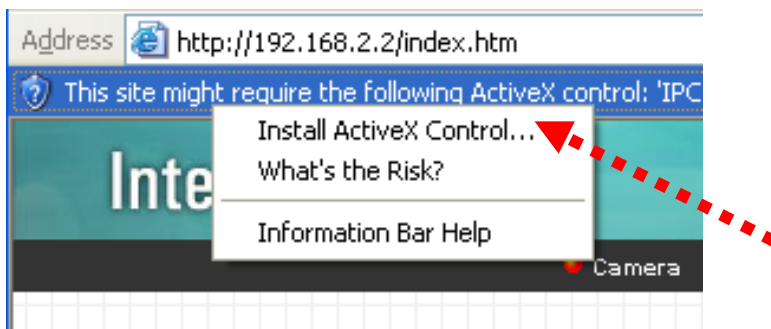 Address http://192.168.2.2/index.htm
This site might require the following ActiveX control: 'IPC
Install ActiveX Control...
What's the Risk?
Information Bar Help
Inte
Camera